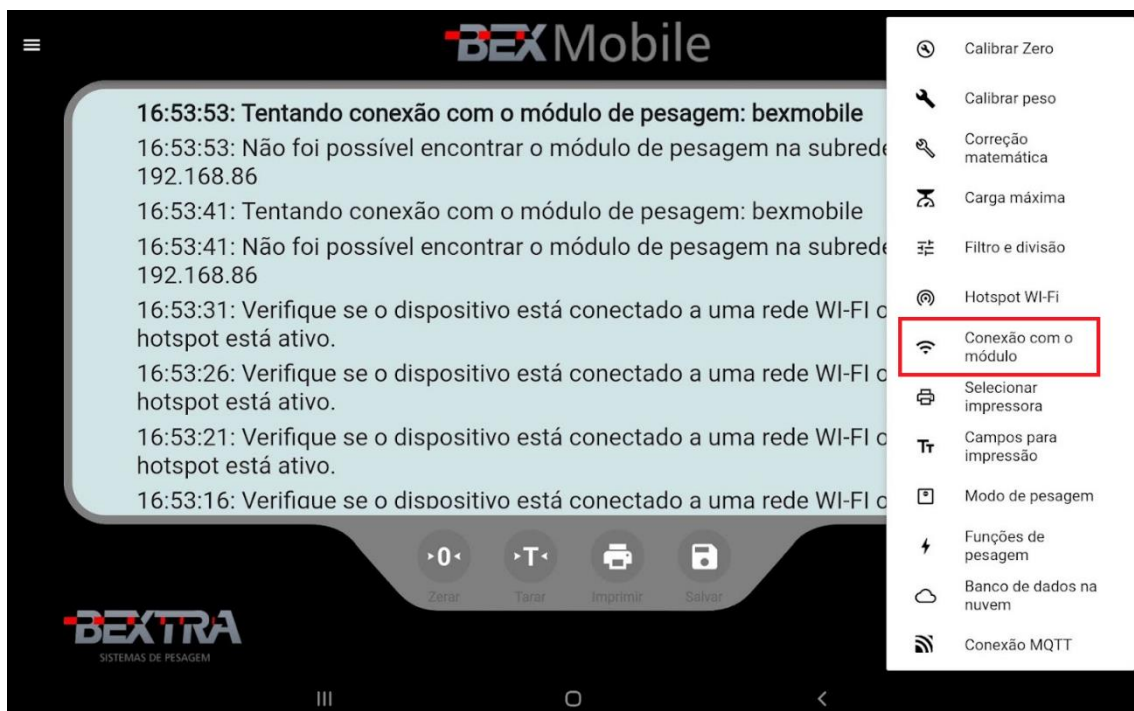 BEX Mobile
16:53:53: Tentando conexão com o módulo de pesagem: bexmobile
16:53:53: Não foi possível encontrar o módulo de pesagem na subrede
192.168.86
16:53:41: Tentando conexão com o módulo de pesagem: bexmobile
16:53:41: Não foi possível encontrar o módulo de pesagem na subrede
192.168.86
16:53:31: Verifique se o dispositivo está conectado a uma rede WI-FI o
hotspot está ativo.
16:53:26: Verifique se o dispositivo está conectado a uma rede WI-FI o
hotspot está ativo.
16:53:21: Verifique se o dispositivo está conectado a uma rede WI-FI o
hotspot está ativo.
16:53:16: Verifique se o dispositivo está conectado a uma rede WI-FI o
0 T
Zerar Tarar Imprimir Salvar
BEXTRA
SISTEMAS DE PESAGEM
Calibrar Zero
Calibrar peso
Correção
matemática
Carga máxima
Filtro e divisão
Hotspot WI-Fi
Conexão com o
módulo
Selecionar
impressora
Tт Campos para
impressão
Modo de pesagem
Funções de
pesagem
Banco de dados na
nuvem
Conexão MQTT